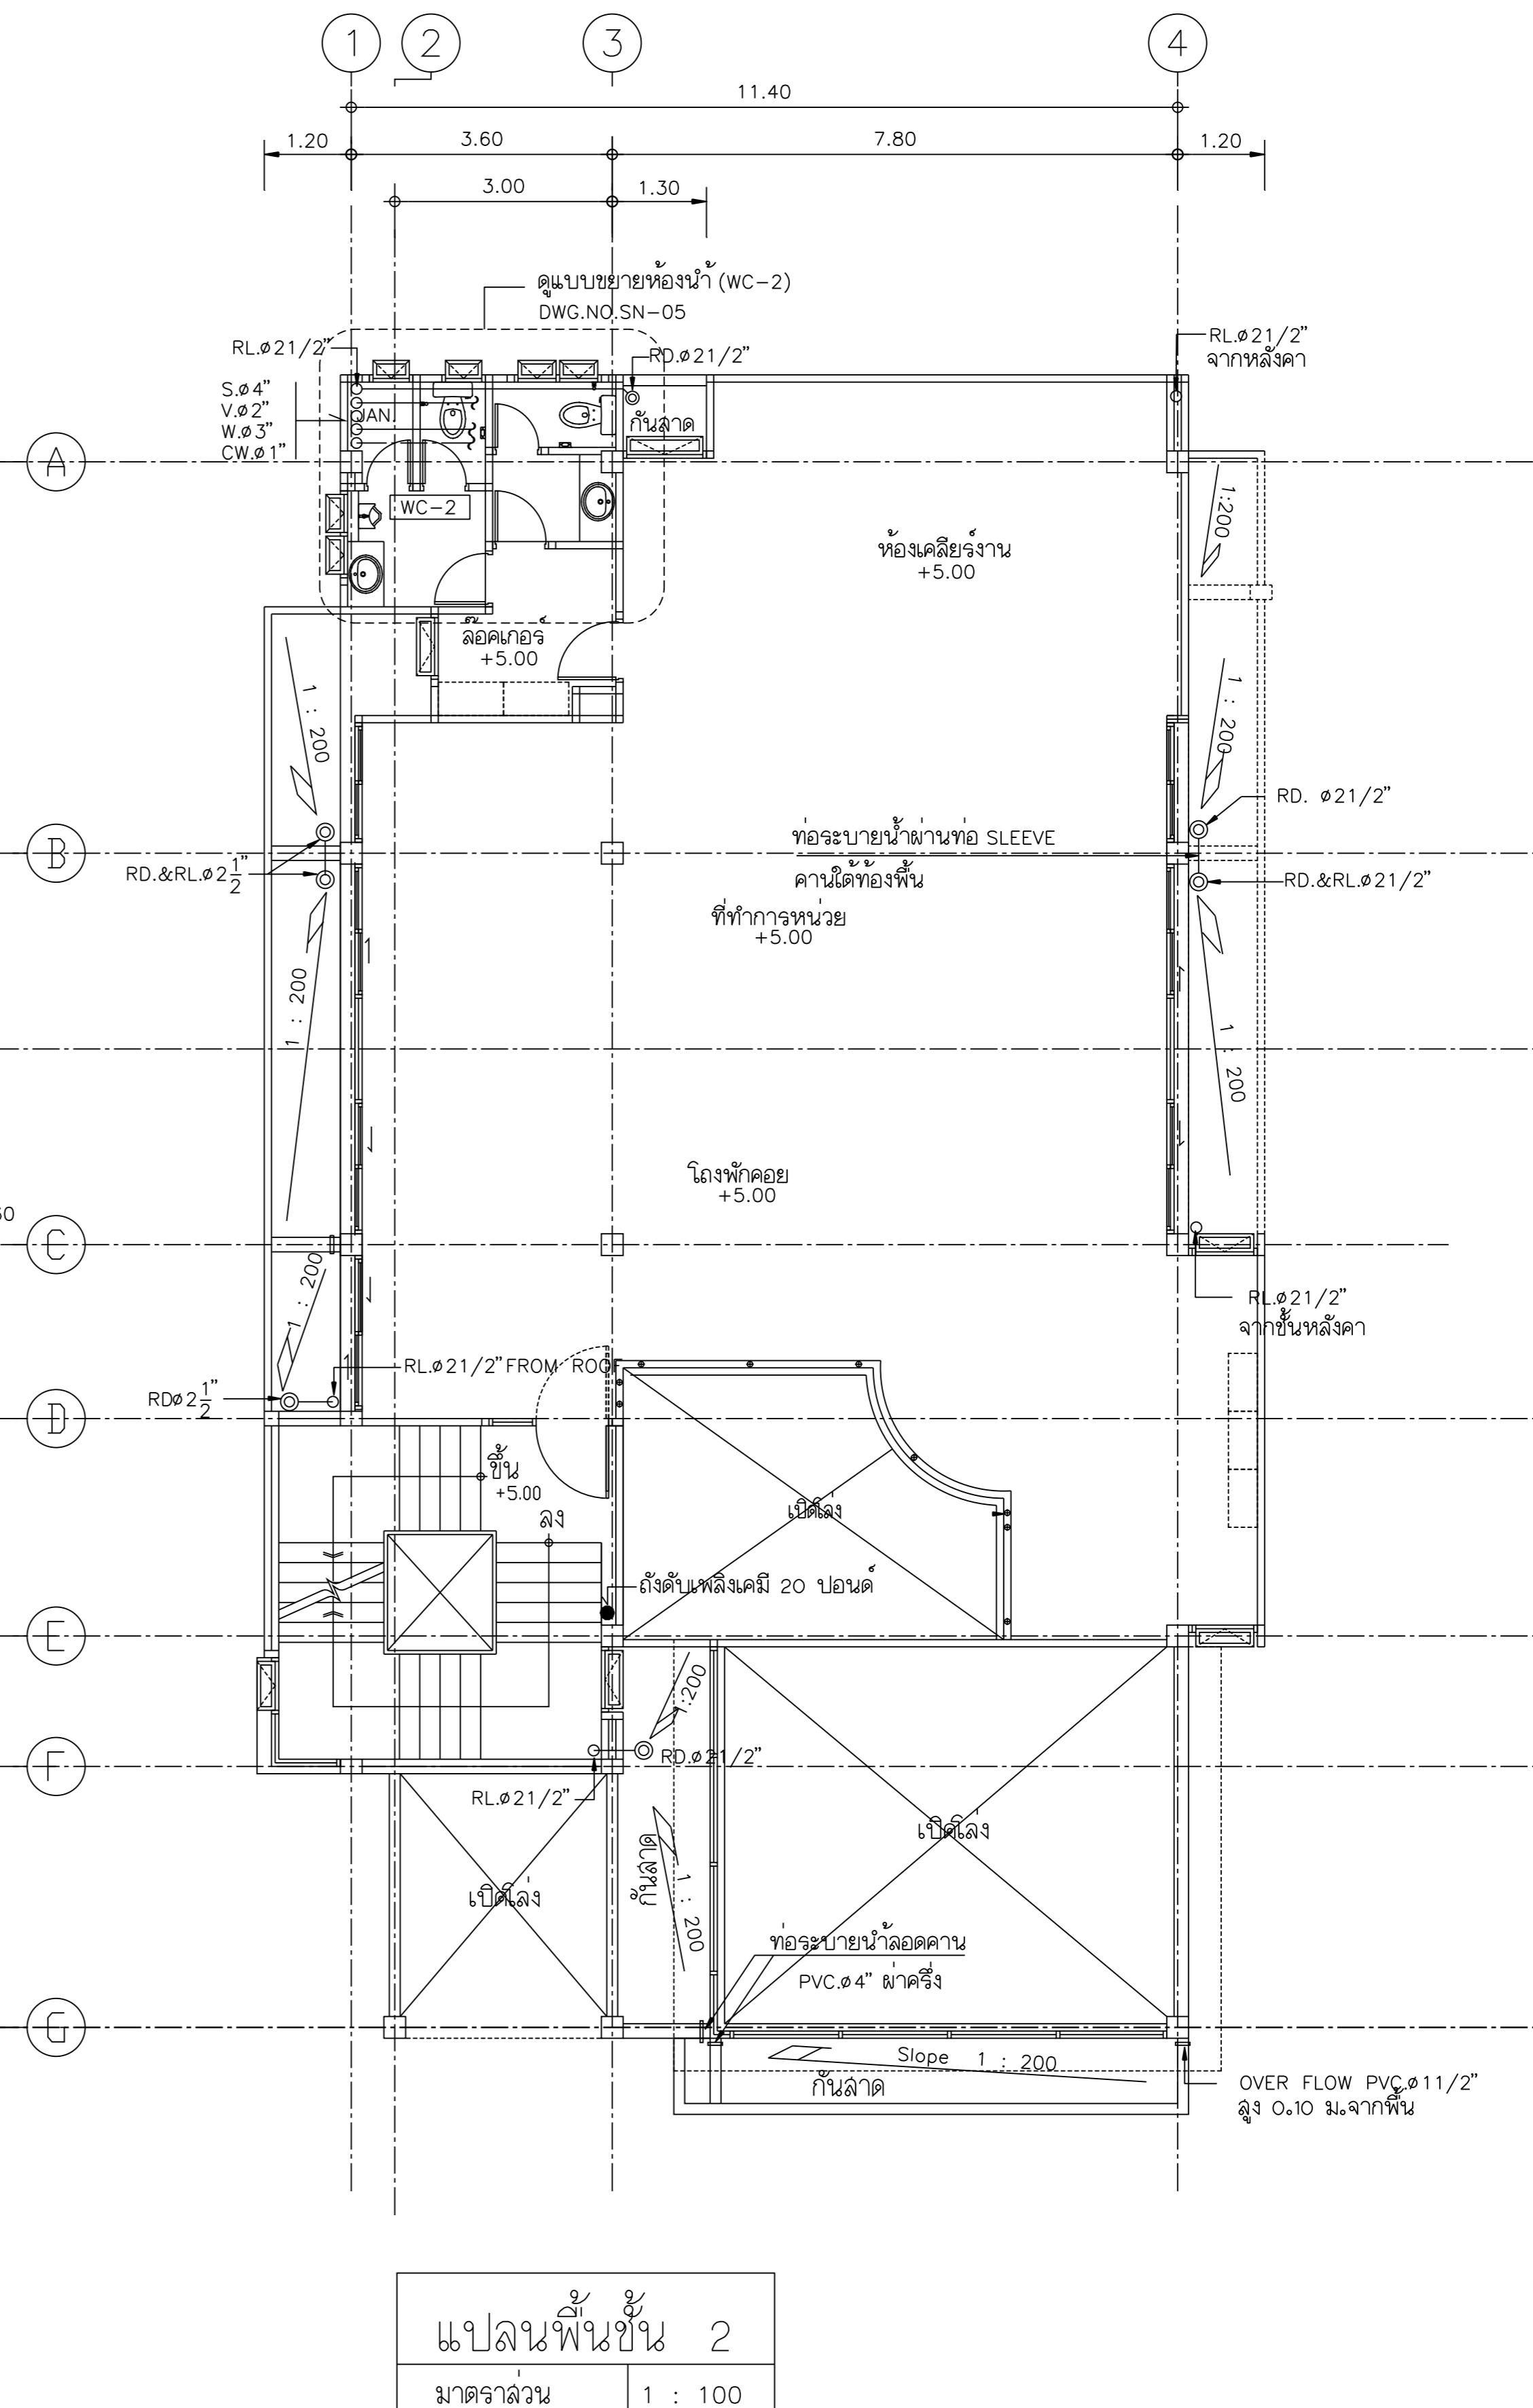 1
2
3
4
11.40
1.20
3.60
7.80
1.20
3.00
1.30
ดูแบบขยายห้องน้ำ (WC-2)
DWG.NO.SN-05
RL.ø21/2"
RD.ø21/2"
RL.ø21/2"
จากหลังคา
S.ø4"
V.ø2"
W.ø3"
CW.ø1"
JAN.
กันสาด
A
WC-2
1:200
ห้องเคลียร์งาน
+5.00
ล๊อคเกอร์
+5.00
1 : 200
1 : 200
RD. ø21/2"
ท่อระบายน้ำผ่านท่อ SLEEVE
คานใต้ท้องพื้น
B
RD.&RL.ø2 1/2"
RD.&RL.ø21/2"
ที่ทำการหน่วย
+5.00
1 : 200
1 : 200
โถงพักคอย
+5.00
C
1 : 200
RL.ø21/2"
จากชั้นหลังคา
RL.ø21/2" FROM ROOF
RDø2 1/2"
D
ขึ้น
+5.00
ลง
เปิดโล่ง
ถังดับเพลิงเคมี 20 ปอนด์
E
1:200
RD.ø21/2"
F
RL.ø21/2"
เปิดโล่ง
กันสาด
1 : 200
เปิดโล่ง
ท่อระบายน้ำลอดคาน
PVC.ø4" ผ่าครึ่ง
G
Slope 1 : 200
กันสาด
OVER FLOW PVC.ø11/2"
สูง 0.10 ม.จากพื้น
แปลนพื้นชั้น 2
มาตราส่วน 1 : 100